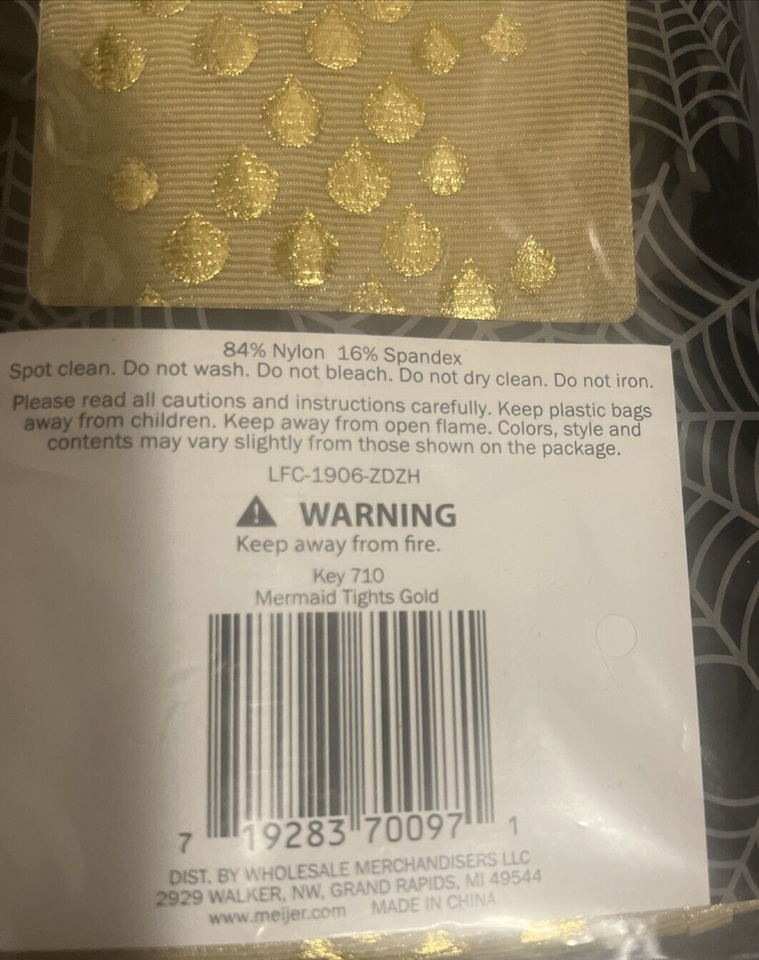 84% Nylon 16% Spandex
Spot clean. Do not wash. Do not bleach. Do not dry clean. Do not iron.
Please read all cautions and instructions carefully. Keep plastic bags
away from children. Keep away from open flame. Colors, style and
contents may vary slightly from those shown on the package.
LFC-1906-ZDZH
WARNING
Keep away from fire.
Key 710
Mermaid Tights Gold
7 19283 70097 1
DIST. BY WHOLESALE MERCHANDISERS LLC
2929 WALKER, NW, GRAND RAPIDS, MI 49544
www.meijer.com MADE IN CHINA